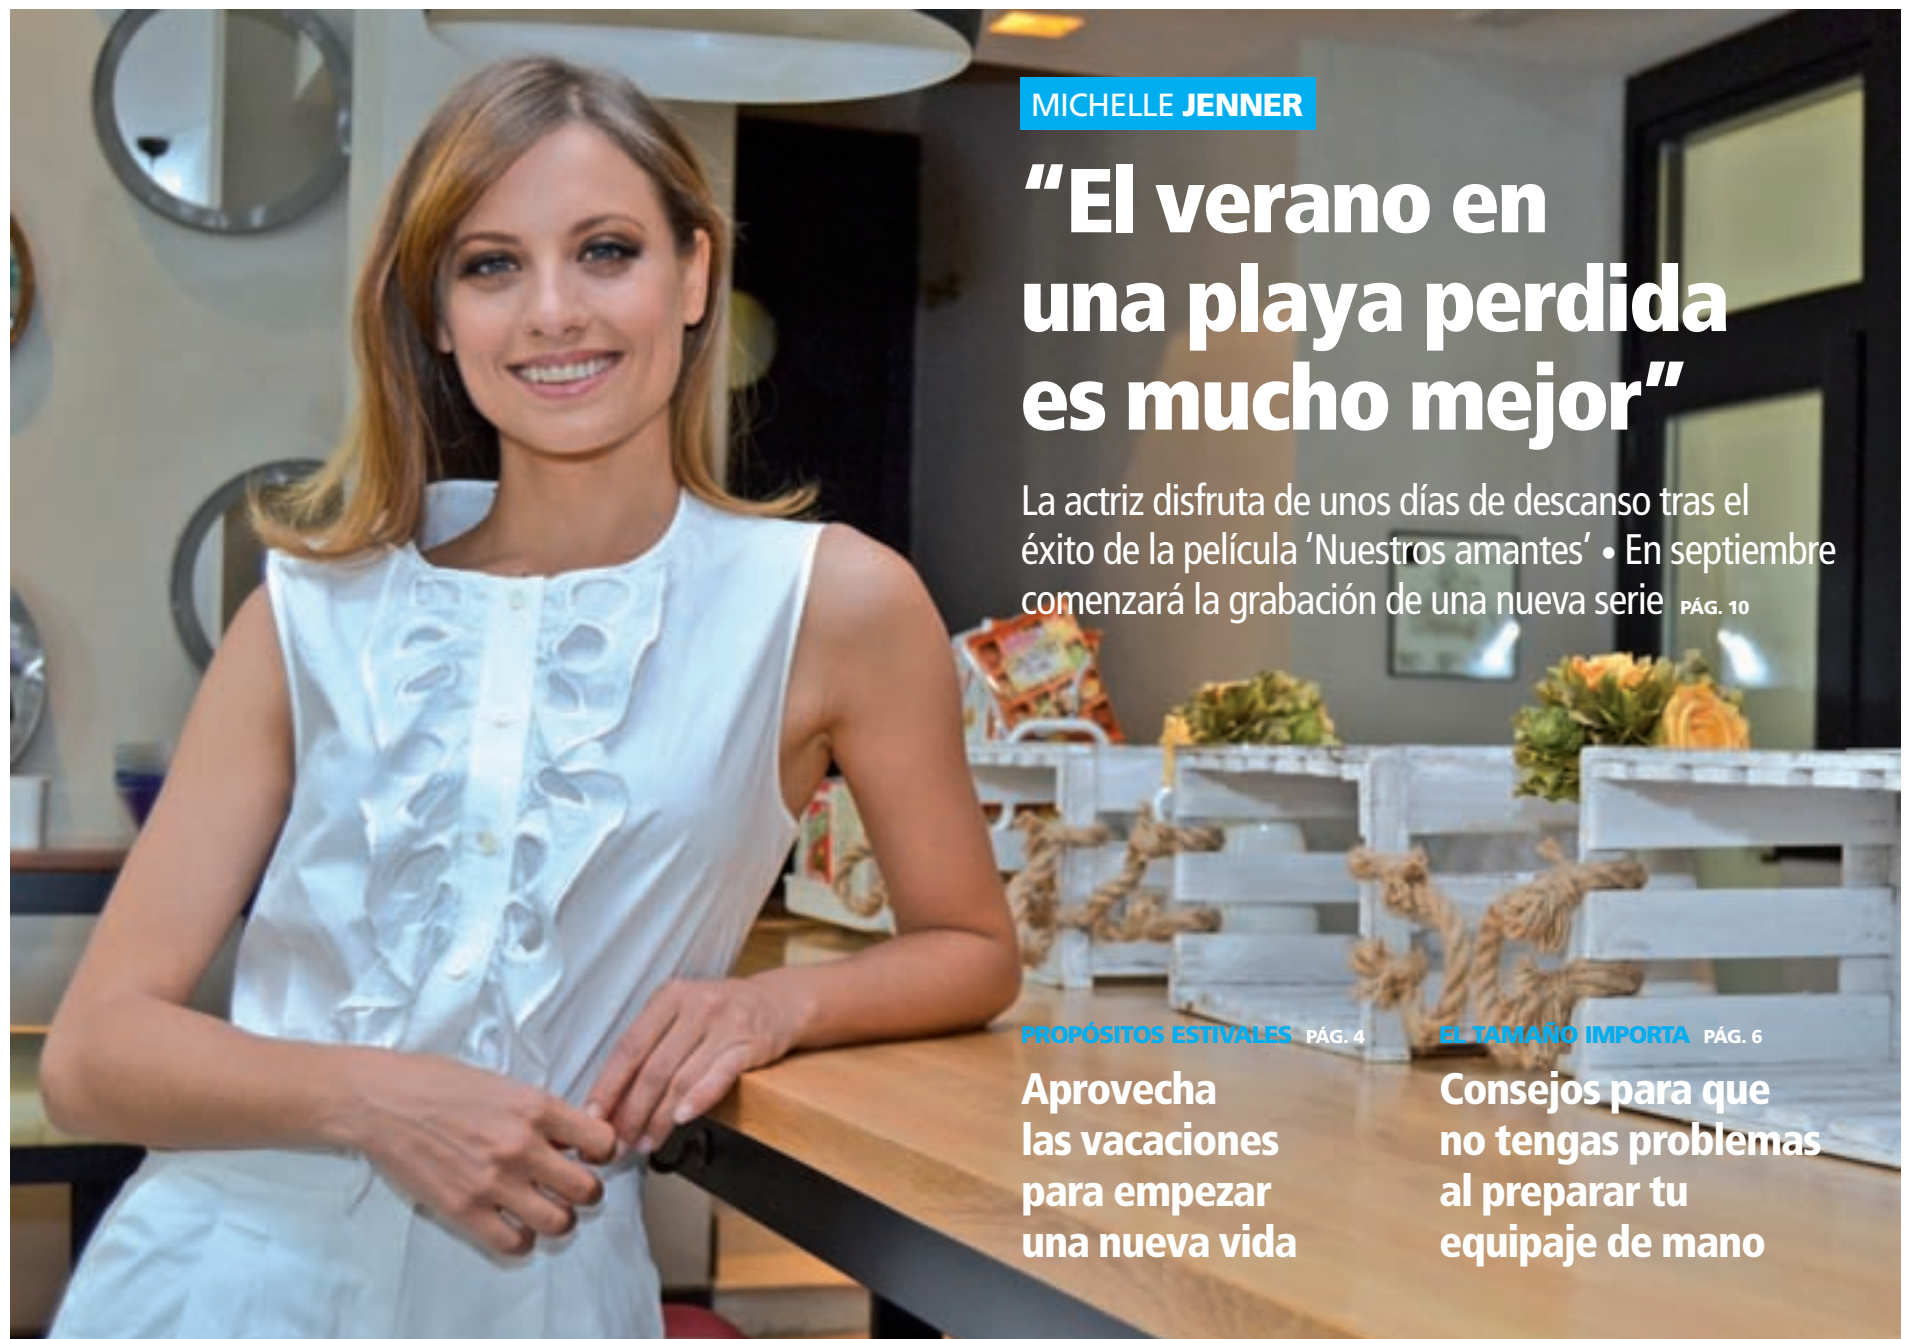 MICHELLE JENNER
“El verano en
una playa perdida
es mucho mejor”
La actriz disfruta de unos días de descanso tras el
éxito de la película ‘Nuestros amantes’ • En septiembre
comenzará la grabación de una nueva serie PÁG. 10
PROPÓSITOS ESTIVALES PÁG. 4
Aprovecha
las vacaciones
para empezar
una nueva vida
EL TAMAÑO IMPORTA PÁG. 6
Consejos para que
no tengas problemas
al preparar tu
equipaje de mano